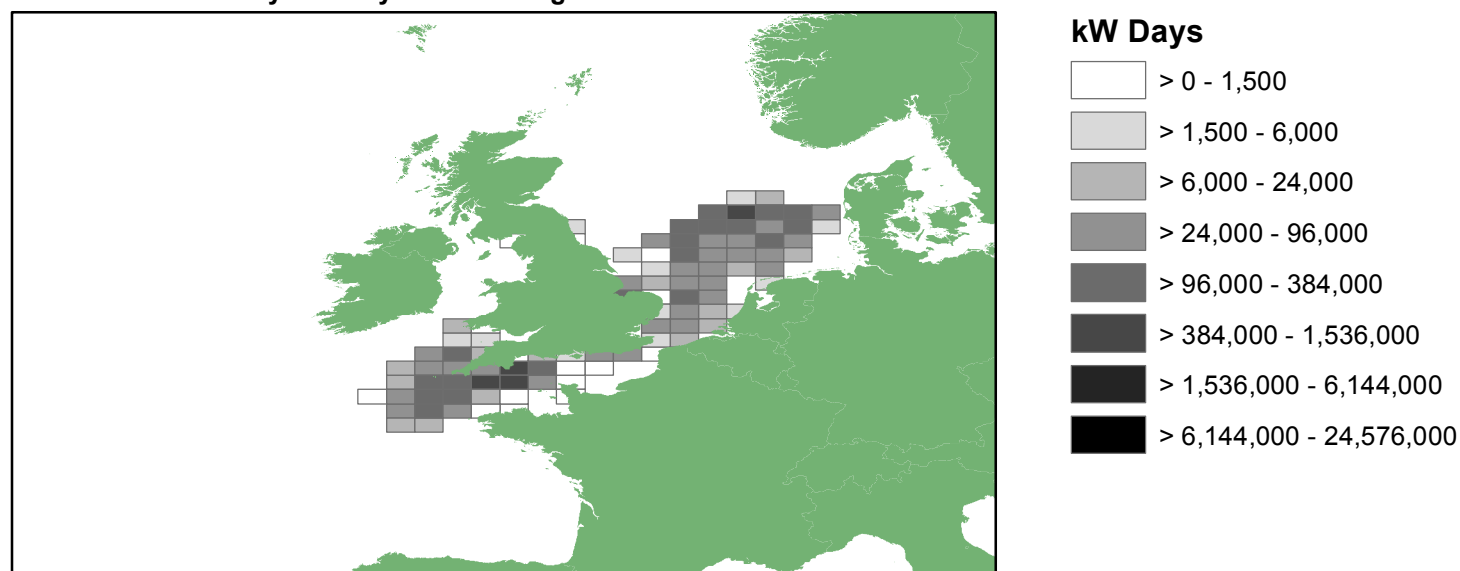 kW Days
> 0 - 1,500
> 1,500 - 6,000
> 6,000 - 24,000
> 24,000 - 96,000
> 96,000 - 384,000
> 384,000 - 1,536,000
> 1,536,000 - 6,144,000
> 6,144,000 - 24,576,000